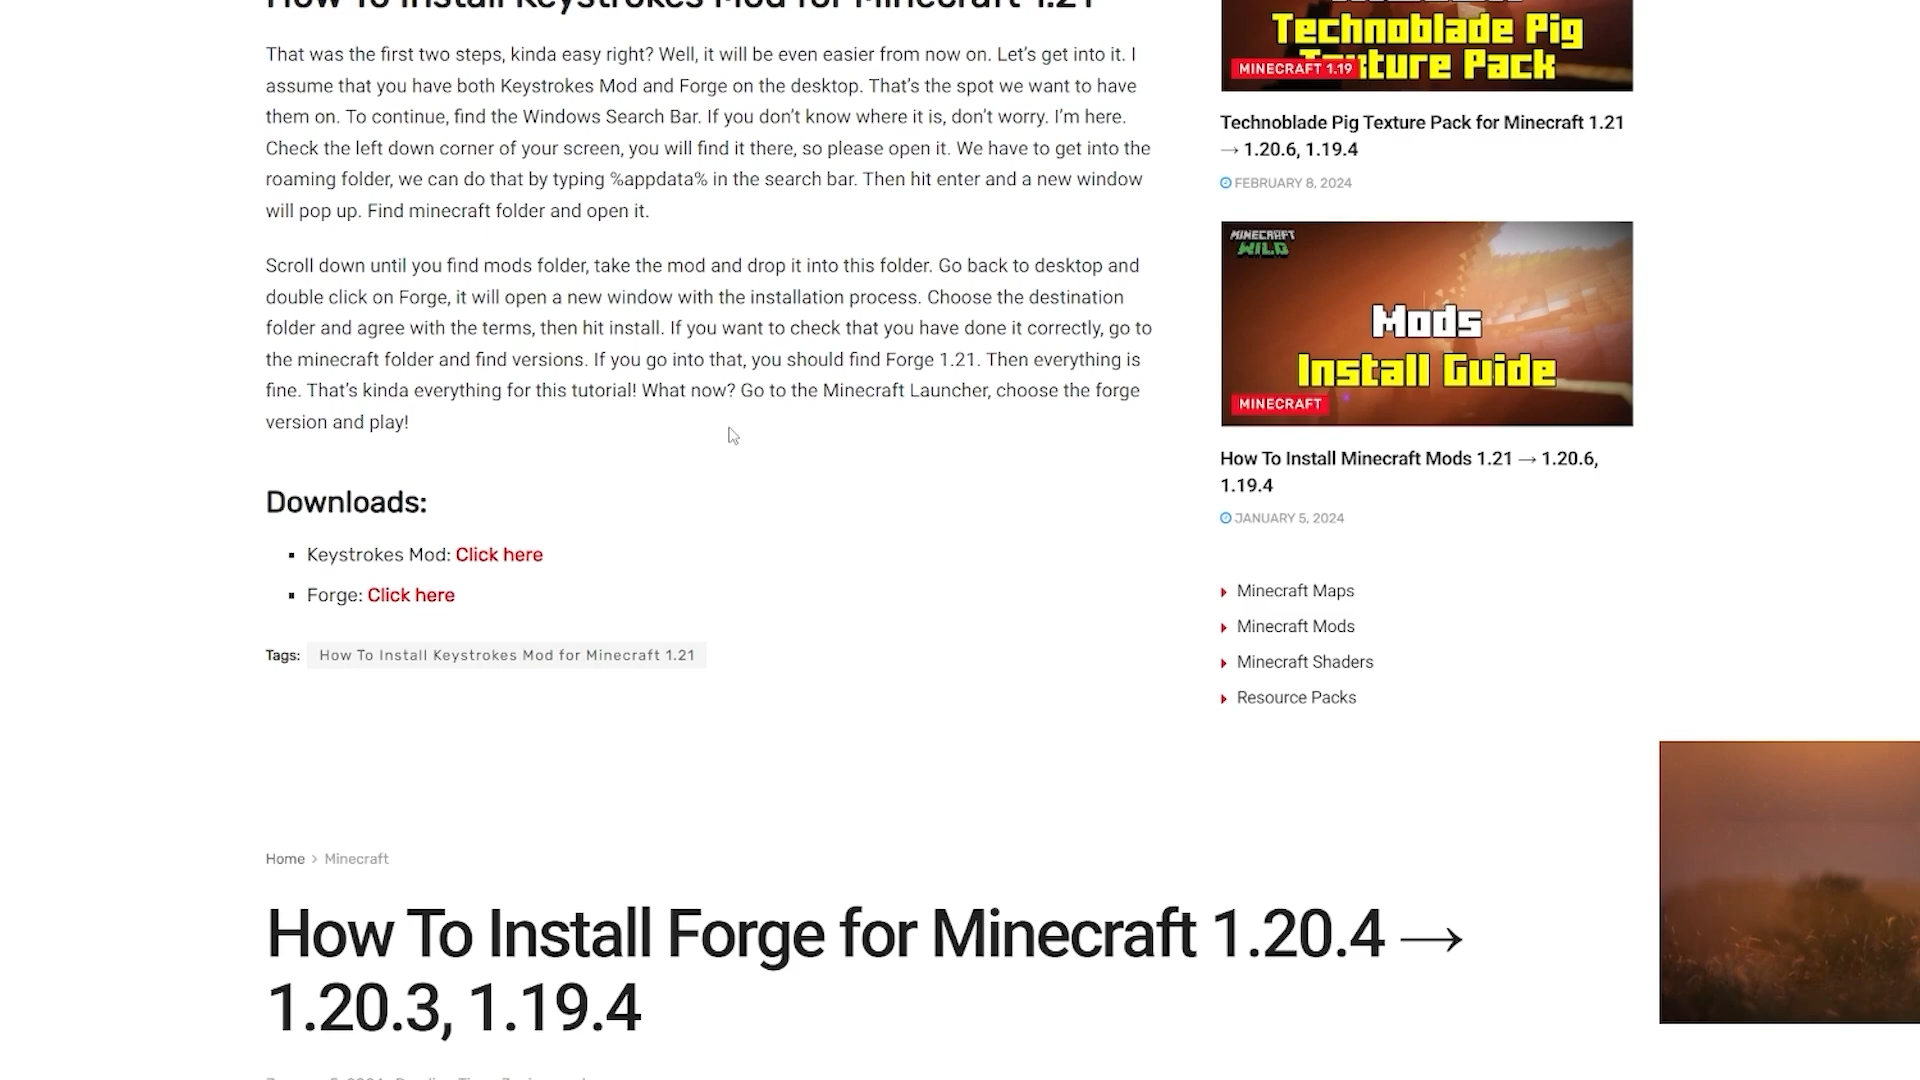 How To Install Keystrokes Mod for Minecraft 1.21
That was the first two steps, kinda easy right? Well, it will be even easier from now on. Let’s get into it. I
assume that you have both Keystrokes Mod and Forge on the desktop. That’s the spot we want to have
them on. To continue, find the Windows Search Bar. If you don’t know where it is, don’t worry. I’m here.
Check the left down corner of your screen, you will find it there, so please open it. We have to get into the
roaming folder, we can do that by typing %appdata% in the search bar. Then hit enter and a new window
will pop up. Find minecraft folder and open it.
Scroll down until you find mods folder, take the mod and drop it into this folder. Go back to desktop and
double click on Forge, it will open a new window with the installation process. Choose the destination
folder and agree with the terms, then hit install. If you want to check that you have done it correctly, go to
the minecraft folder and find versions. If you go into that, you should find Forge 1.21. Then everything is
fine. That’s kinda everything for this tutorial! What now? Go to the Minecraft Launcher, choose the forge
version and play!
Downloads:
▪ Keystrokes Mod: Click here
▪ Forge: Click here
Tags: How To Install Keystrokes Mod for Minecraft 1.21
Technoblade Pig
Texture Pack
MINECRAFT 1.19
Technoblade Pig Texture Pack for Minecraft 1.21
→ 1.20.6, 1.19.4
FEBRUARY 8, 2024
MINECRAFT
WILD
Mods
Install Guide
MINECRAFT
How To Install Minecraft Mods 1.21 → 1.20.6,
1.19.4
JANUARY 5, 2024
Minecraft Maps
Minecraft Mods
Minecraft Shaders
Resource Packs
Home > Minecraft
How To Install Forge for Minecraft 1.20.4 →
1.20.3, 1.19.4